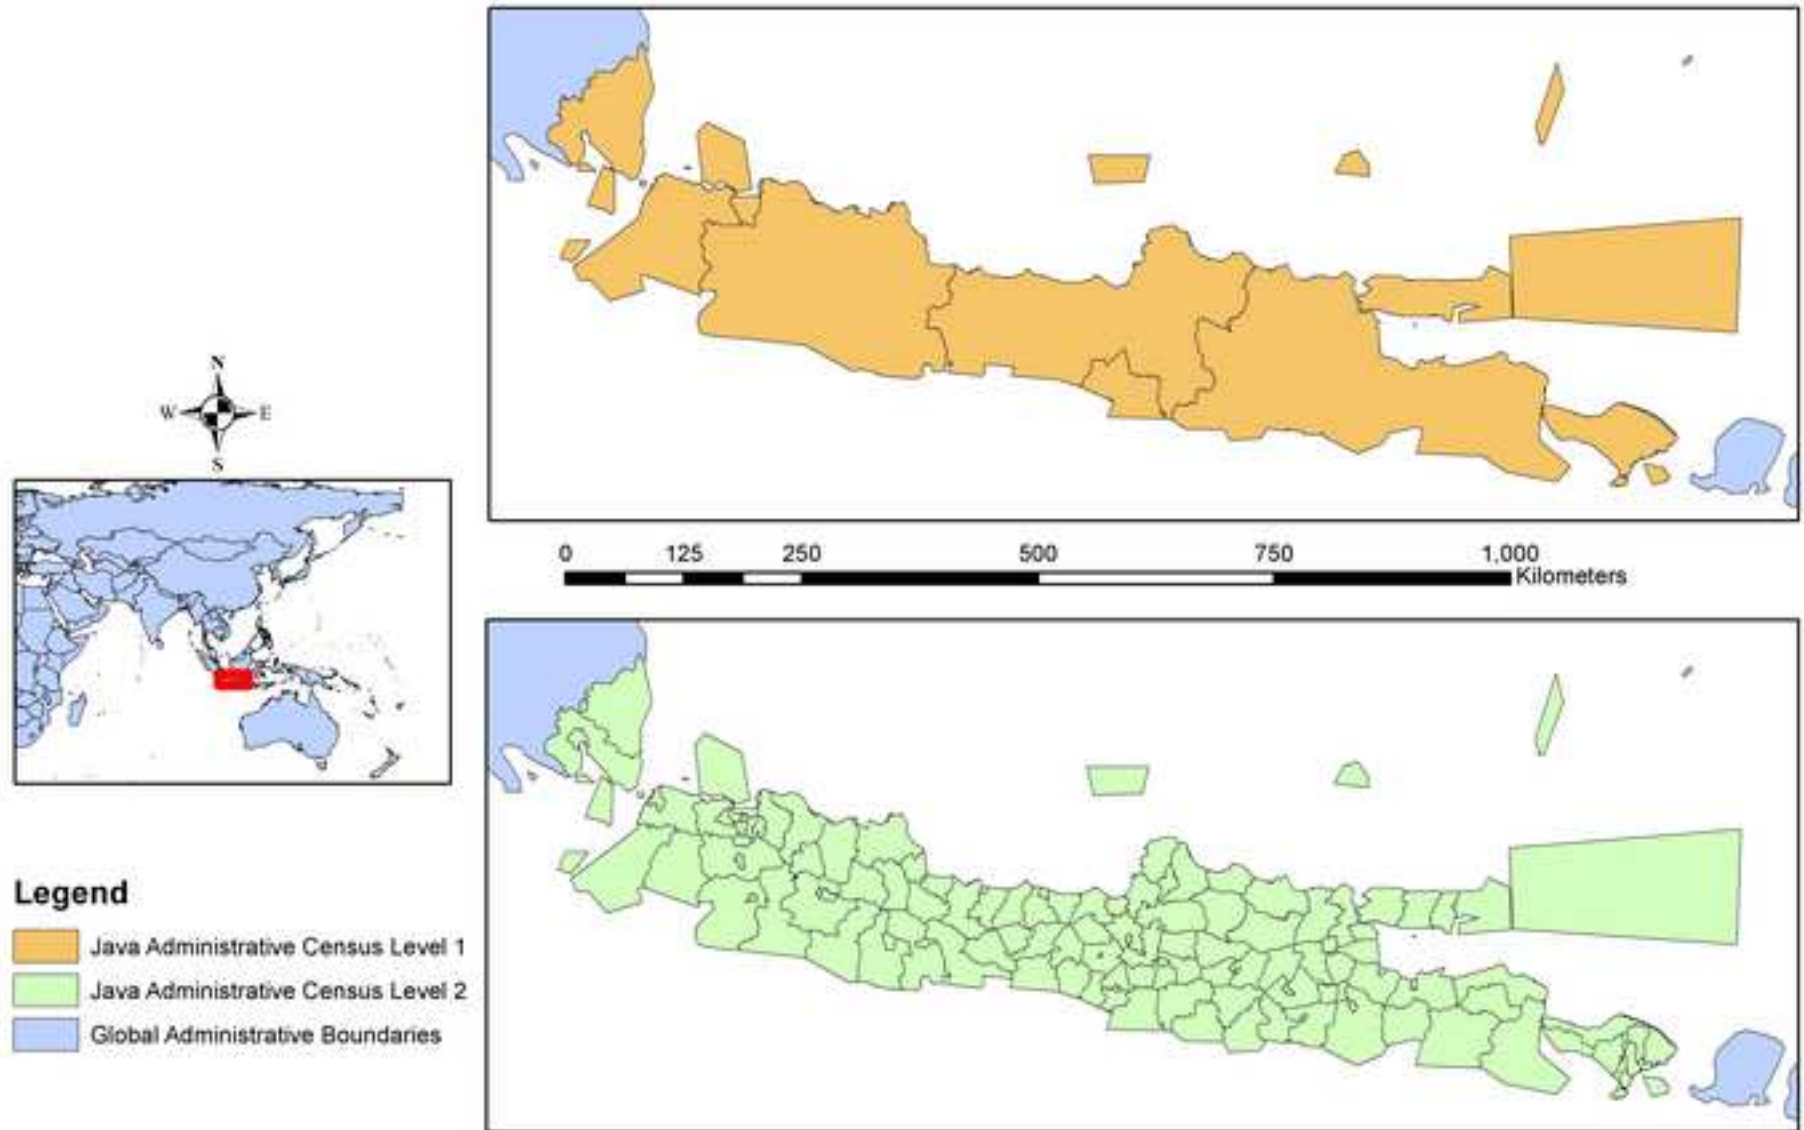 N
W E
S
0 125 250 500 750 1,000
Kilometers
Legend
Java Administrative Census Level 1
Java Administrative Census Level 2
Global Administrative Boundaries